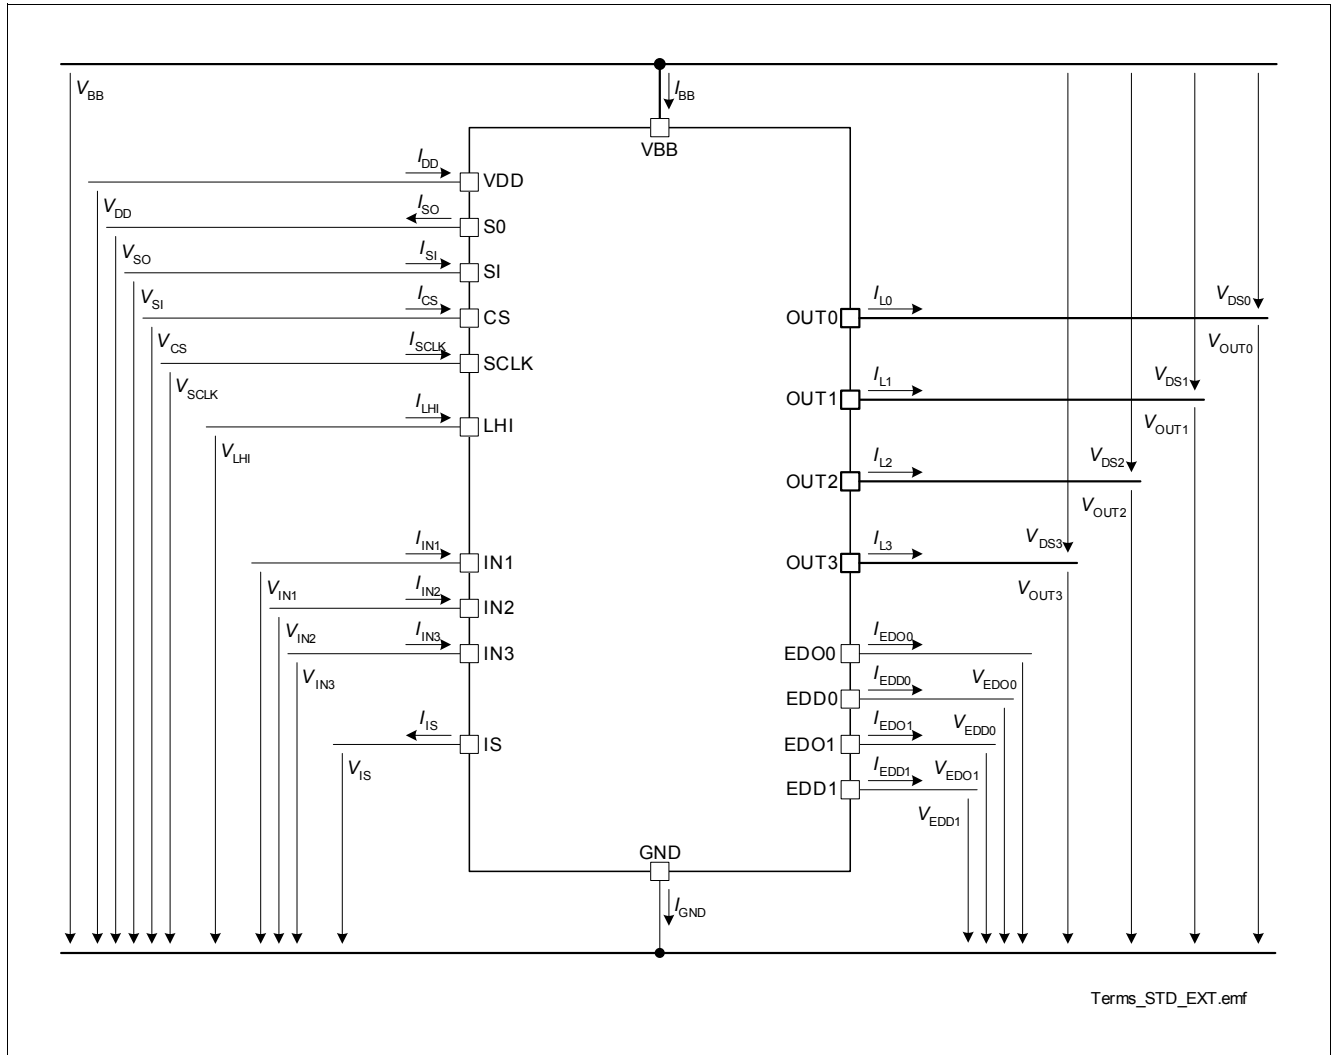 VBB
IBB
VBB
IDD
VDD
VDD
ISO
S0
VSO
ISI
SI
VSI
ICS
CS
VCS
ISCLK
SCLK
VSCLK
ILHI
LHI
VLHI
IIN1
IN1
VIN1
IIN2
IN2
VIN2
IIN3
IN3
VIN3
IIS
IS
VIS
OUT0
IL0
VDS0
VOUT0
OUT1
IL1
VDS1
VOUT1
OUT2
IL2
VDS2
VOUT2
OUT3
IL3
VDS3
VOUT3
EDO0
IEDO0
VEDO0
EDD0
IEDD0
VEDD0
EDO1
IEDO1
VEDO1
EDD1
IEDD1
VEDD1
GND
IGND
Terms_STD_EXT.emf